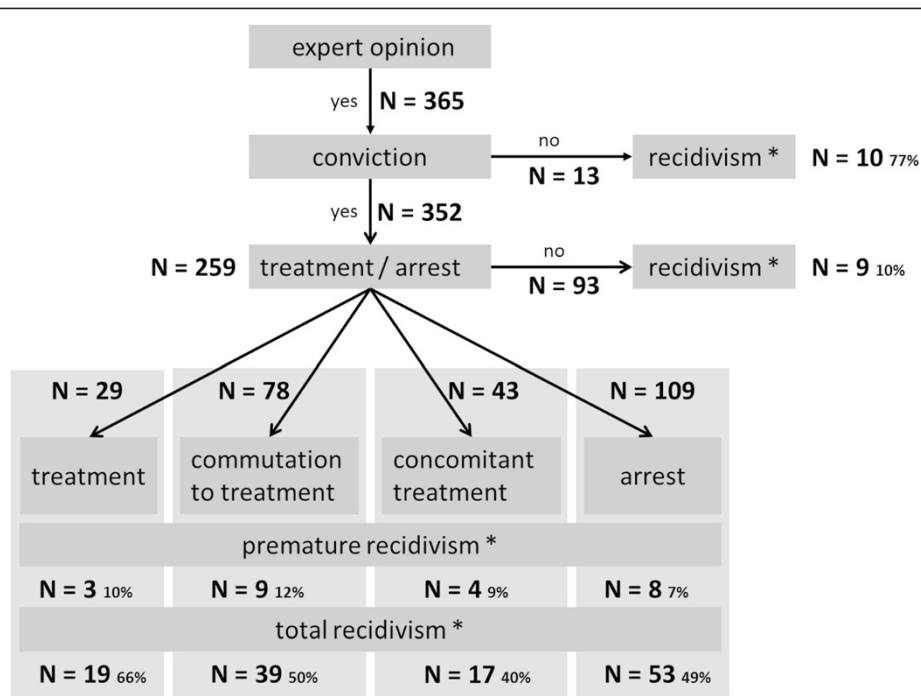 expert opinion
yes N = 365
conviction
no
N = 13
recidivism *
N = 10 77%
yes N = 352
N = 259
treatment / arrest
no
N = 93
recidivism *
N = 9 10%
N = 29
N = 78
N = 43
N = 109
treatment
commutation
to treatment
concomitant
treatment
arrest
premature recidivism *
N = 3 10%
N = 9 12%
N = 4 9%
N = 8 7%
total recidivism *
N = 19 66%
N = 39 50%
N = 17 40%
N = 53 49%